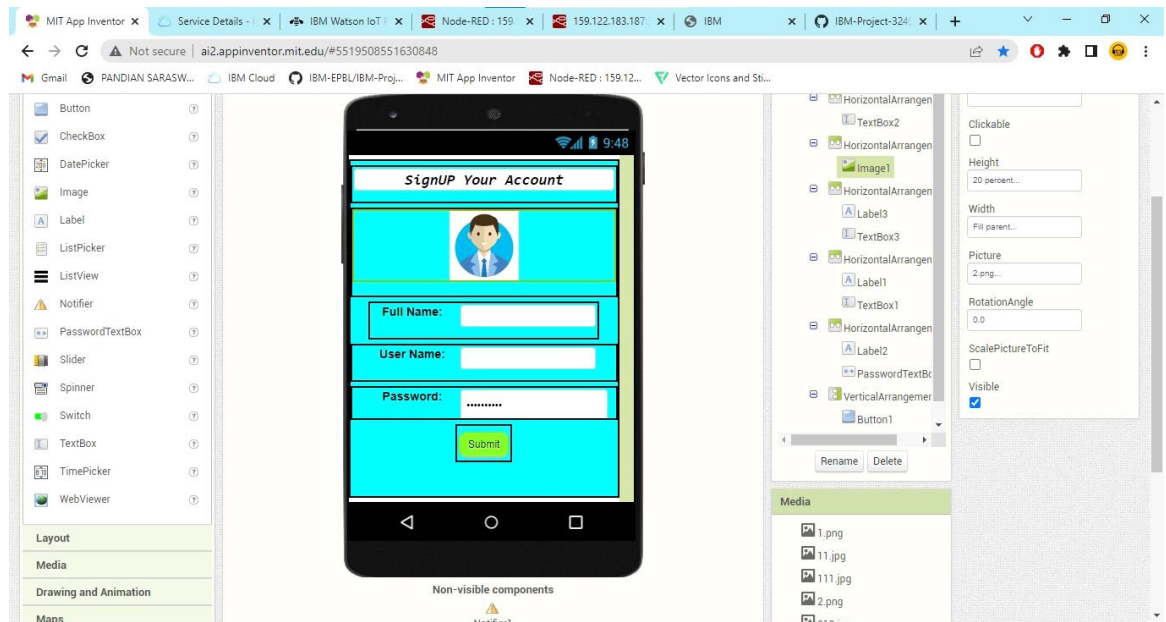 MIT App Inventor
Service Details - I
IBM Watson IoT P
Node-RED : 159.
159.122.183.187:
IBM
IBM-Project-324
Not secure | ai2.appinventor.mit.edu/#5519508551630848
Gmail
PANDIAN SARASW...
IBM Cloud
IBM-EPBL/IBM-Proj...
MIT App Inventor
Node-RED : 159.12...
Vector Icons and Sti...
Button
CheckBox
DatePicker
Image
Label
ListPicker
ListView
Notifier
PasswordTextBox
Slider
Spinner
Switch
TextBox
TimePicker
WebViewer
Layout
Media
Drawing and Animation
Maps
9:48
SignUP Your Account
Full Name:
User Name:
Password:
Submit
Non-visible components
Notifier1
HorizontalArrangen
TextBox2
HorizontalArrangen
Image1
HorizontalArrangen
Label3
TextBox3
HorizontalArrangen
Label1
TextBox1
HorizontalArrangen
Label2
PasswordTextBo
VerticalArrangemer
Button1
Rename Delete
Media
1.png
11.jpg
111.jpg
2.png
Clickable
Height
20 percent...
Width
Fill parent...
Picture
2.png...
RotationAngle
0.0
ScalePictureToFit
Visible